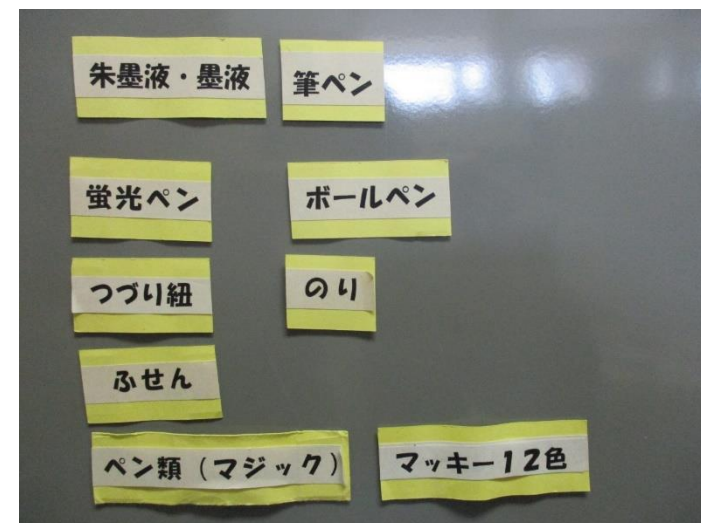 朱墨液・墨液
筆ペン
蛍光ペン
ボールペン
つづり紐
のり
ふせん
ペン類(マジック)
マッキー12色